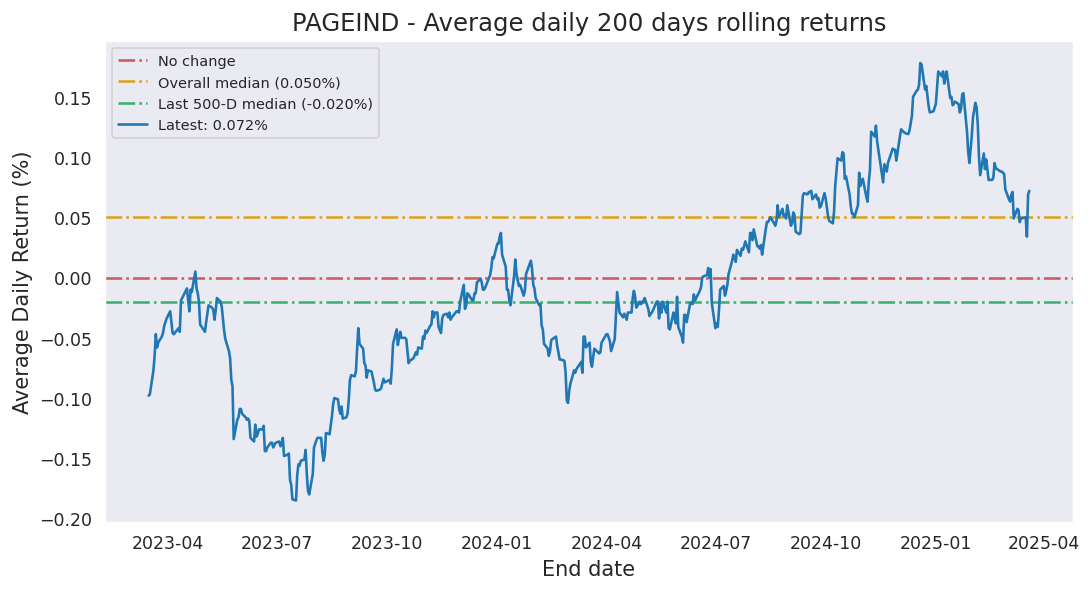 PAGEIND - Average daily 200 days rolling returns
No change
Overall median (0.050%)
Last 500-D median (-0.020%)
Latest: 0.072%
Average Daily Return (%)
0.15
0.10
0.05
0.00
−0.05
−0.10
−0.15
−0.20
2023-04 2023-07 2023-10 2024-01 2024-04 2024-07 2024-10 2025-01 2025-04
End date